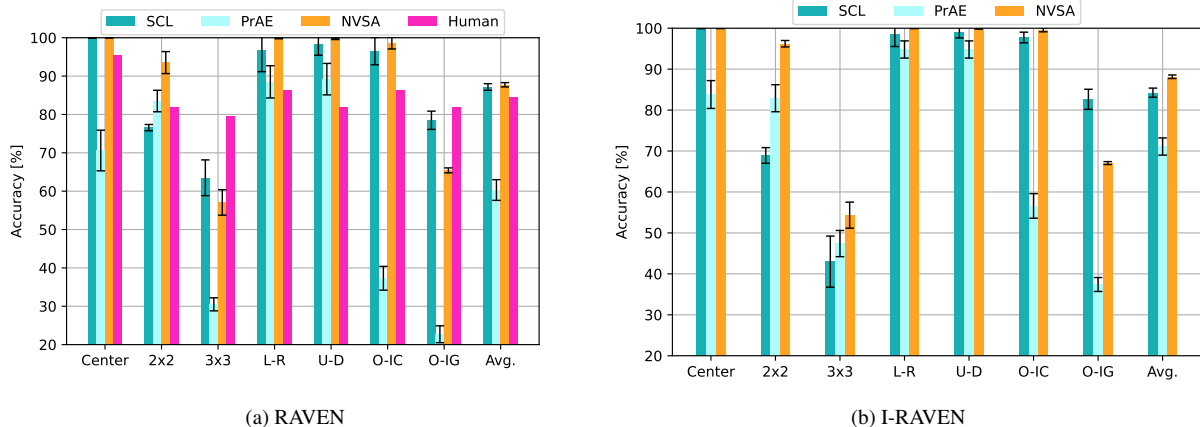 SCL PrAE NVSA Human
100
90
80
70
60
50
40
30
20
Accuracy [%]
Center 2x2 3x3 L-R U-D O-IC O-IG Avg.
(a) RAVEN
SCL PrAE NVSA
100
90
80
70
60
50
40
30
20
Accuracy [%]
Center 2x2 3x3 L-R U-D O-IC O-IG Avg.
(b) I-RAVEN